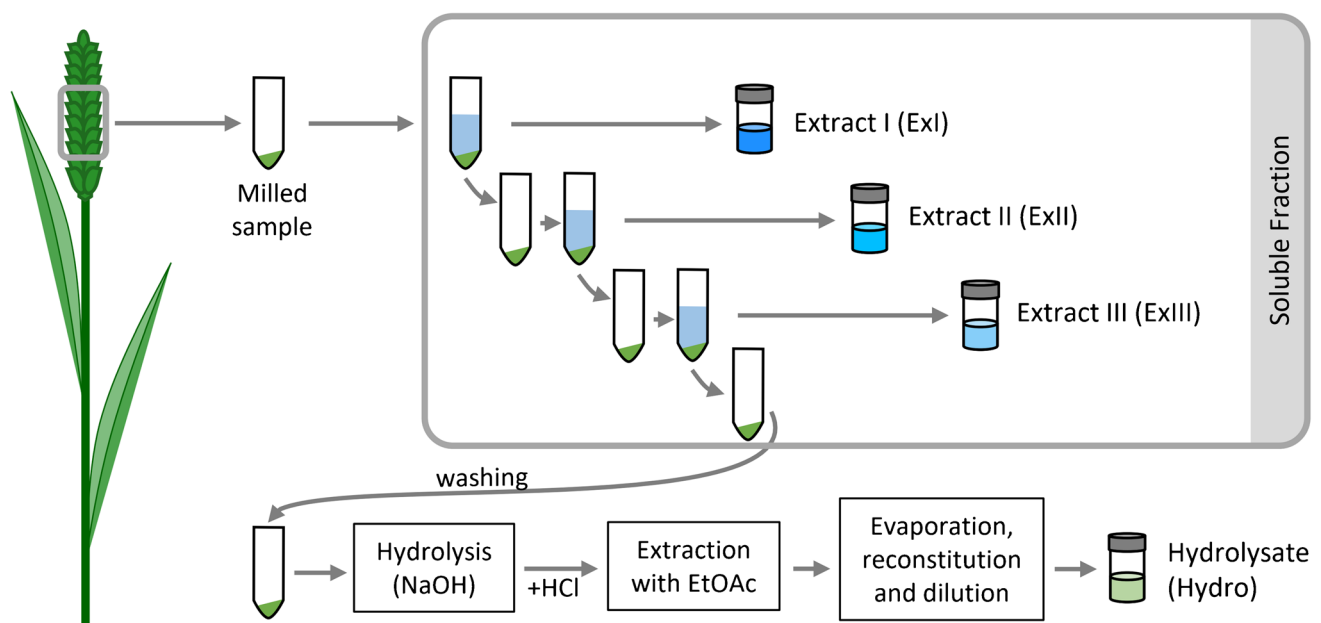 Milled
sample
Extract I (ExI)
Extract II (ExII)
Extract III (ExIII)
Soluble Fraction
washing
Hydrolysis
(NaOH)
+HCl
Extraction
with EtOAc
Evaporation,
reconstitution
and dilution
Hydrolysate
(Hydro)